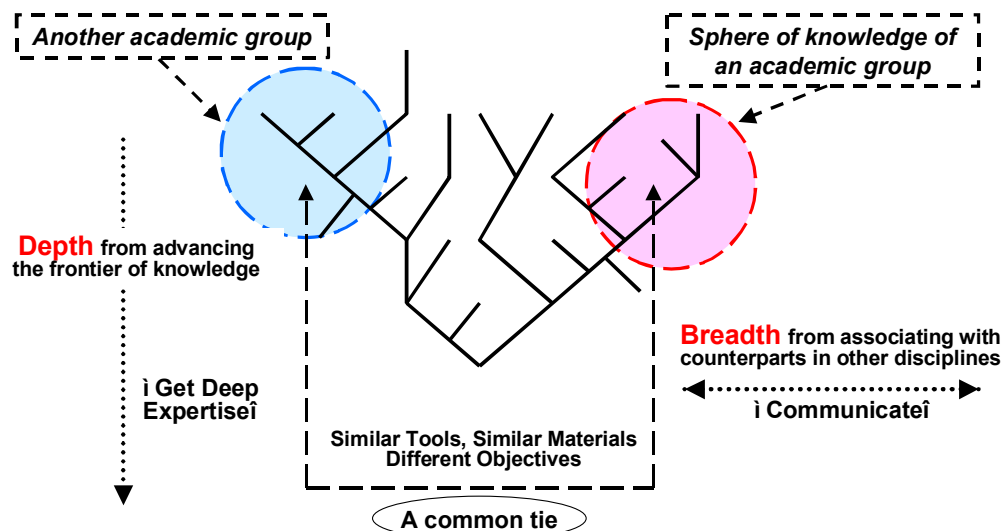 Another academic group
Sphere of knowledge of
an academic group
Depth from advancing
the frontier of knowledge
Breadth from associating with
counterparts in other disciplines
ì Get Deep
Expertiseî
ì Communicateî
Similar Tools, Similar Materials
Different Objectives
A common tie